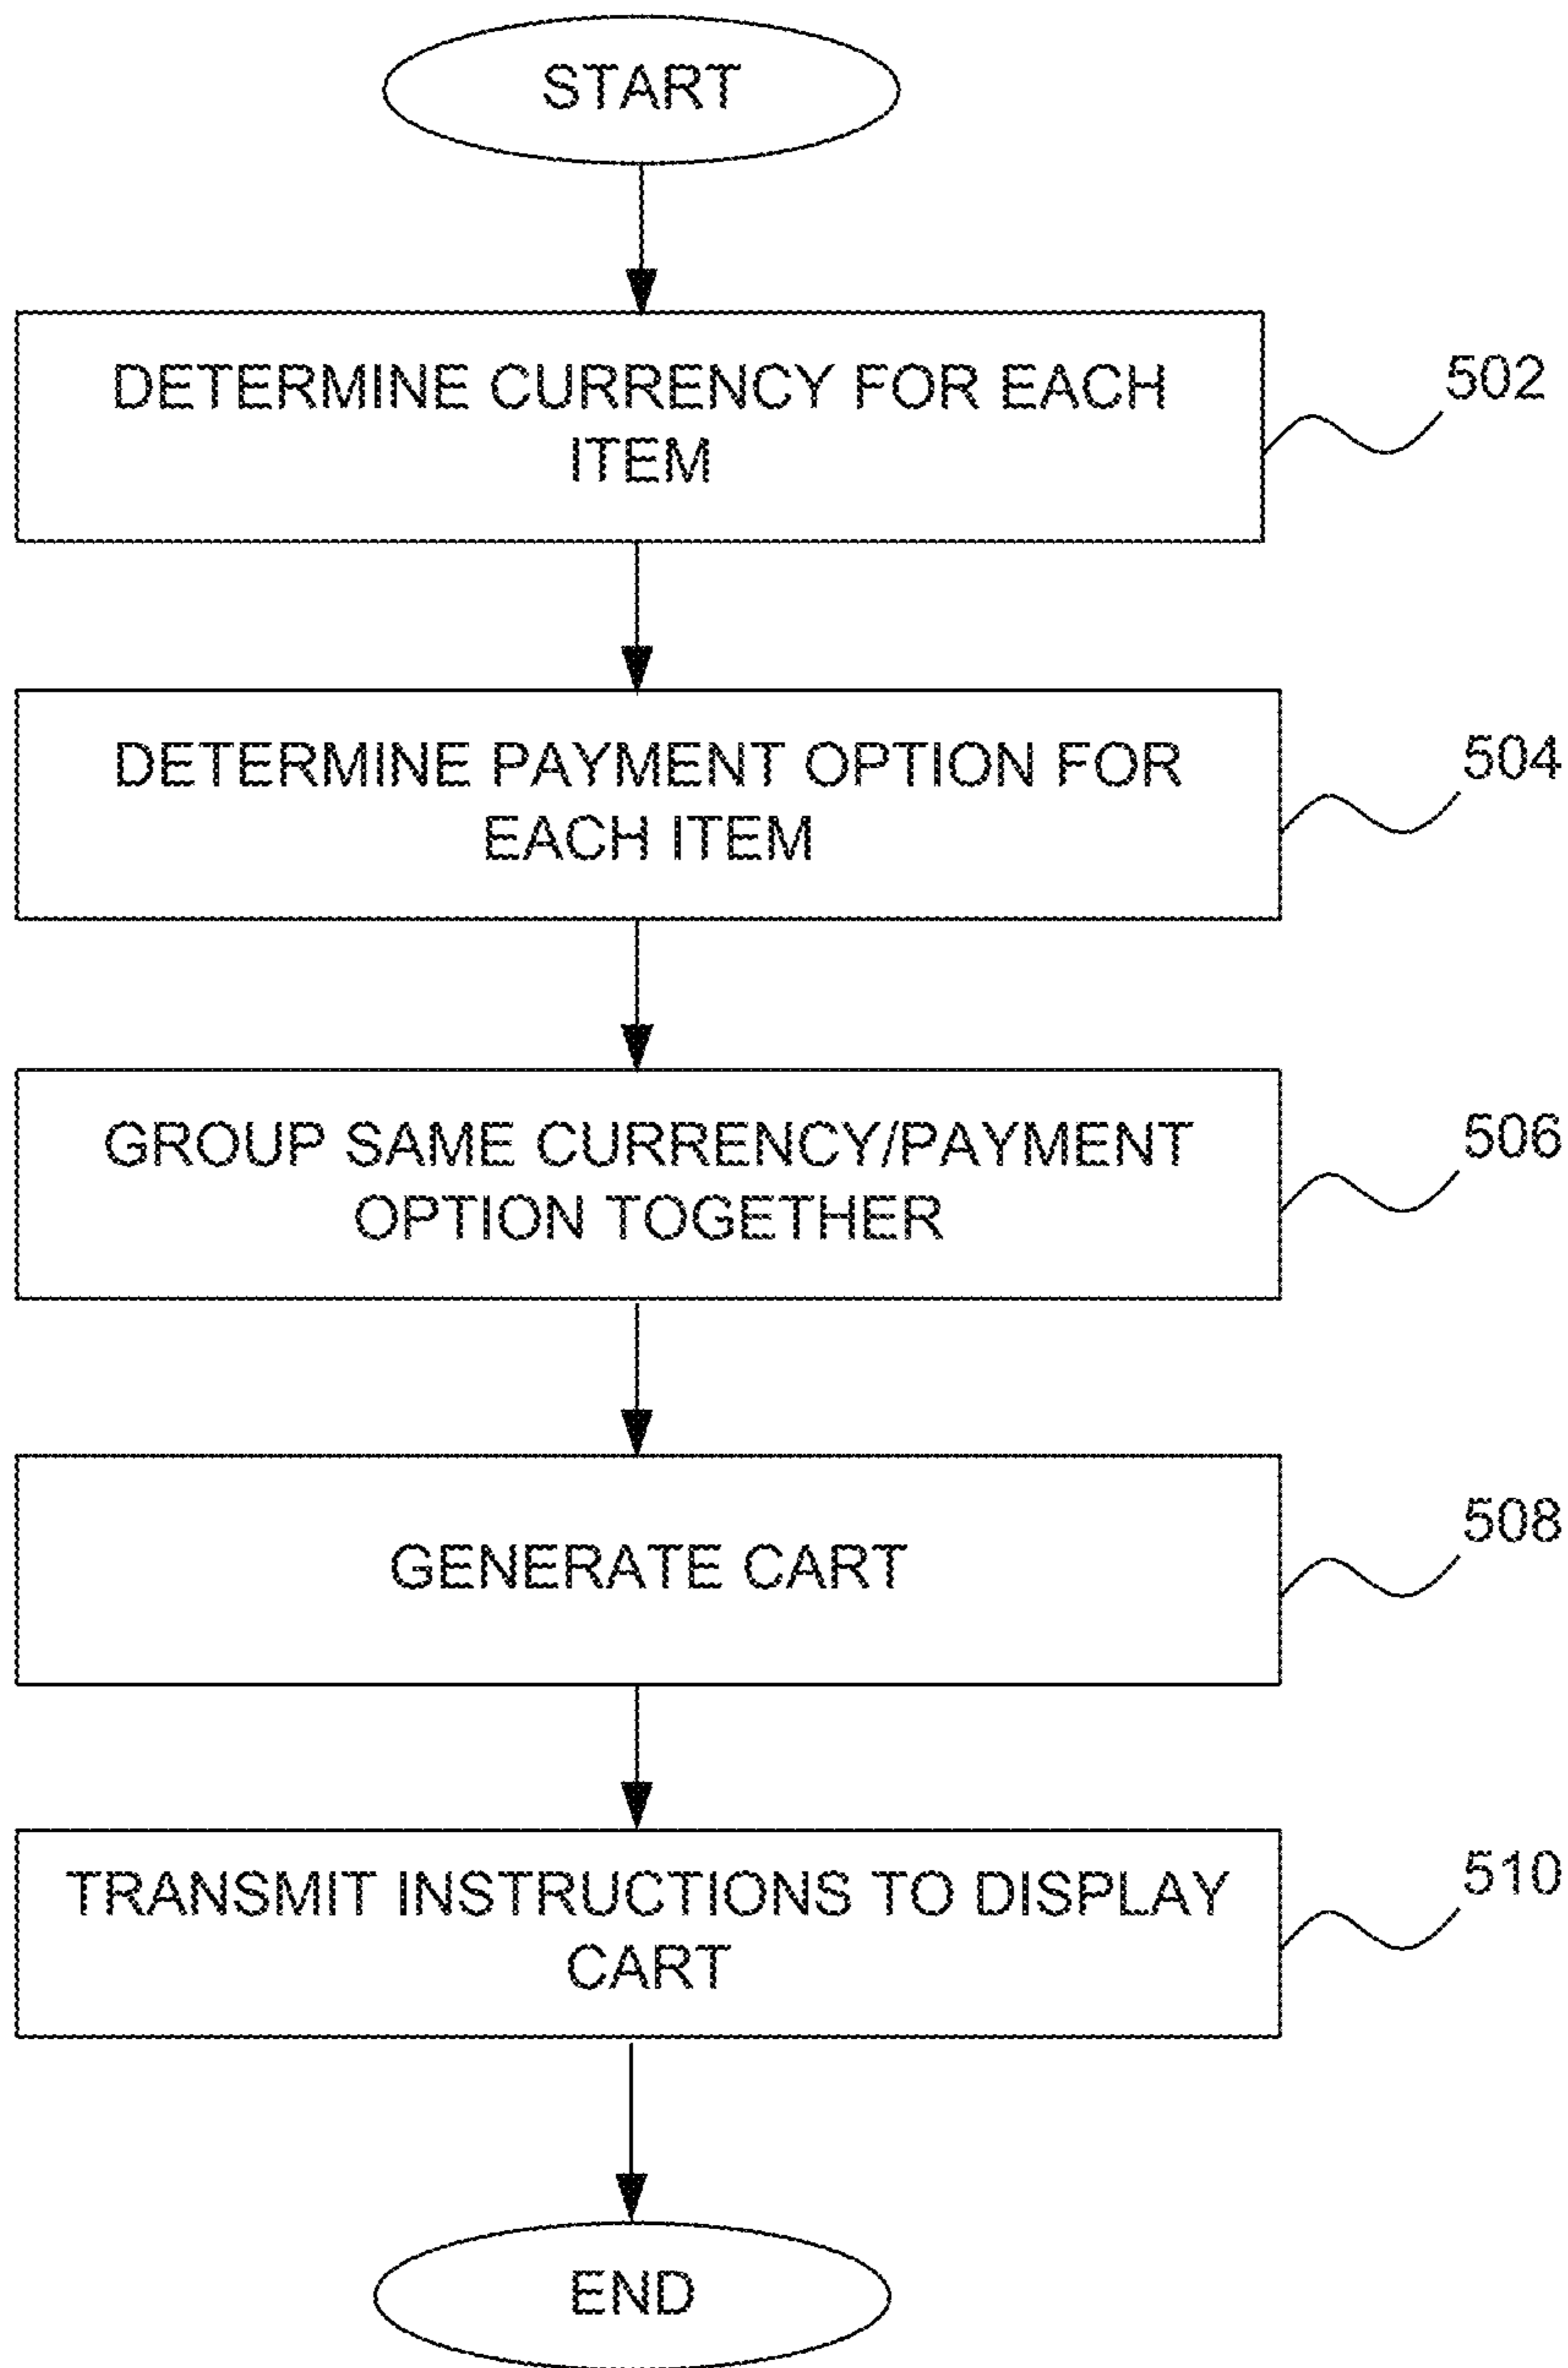 START
DETERMINE CURRENCY FOR EACH
ITEM
502
DETERMINE PAYMENT OPTION FOR
EACH ITEM
504
GROUP SAME CURRENCY/PAYMENT
OPTION TOGETHER
506
GENERATE CART
508
TRANSMIT INSTRUCTIONS TO DISPLAY
CART
510
END